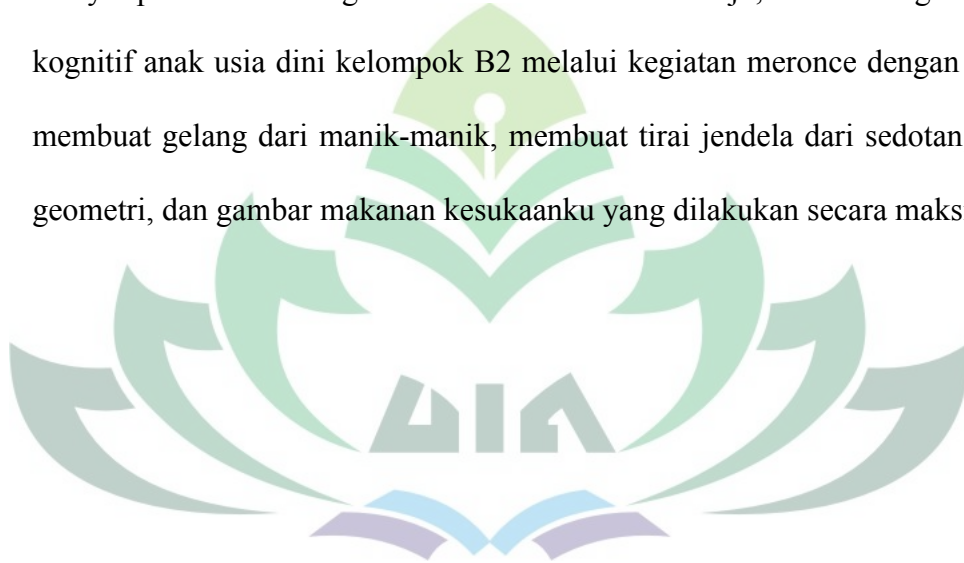 kognitif anak usia dini kelompok B2 melalui kegiatan meronce dengan
membuat gelang dari manik-manik, membuat tirai jendela dari sedotan
geometri, dan gambar makanan kesukaanku yang dilakukan secara maks
UIN